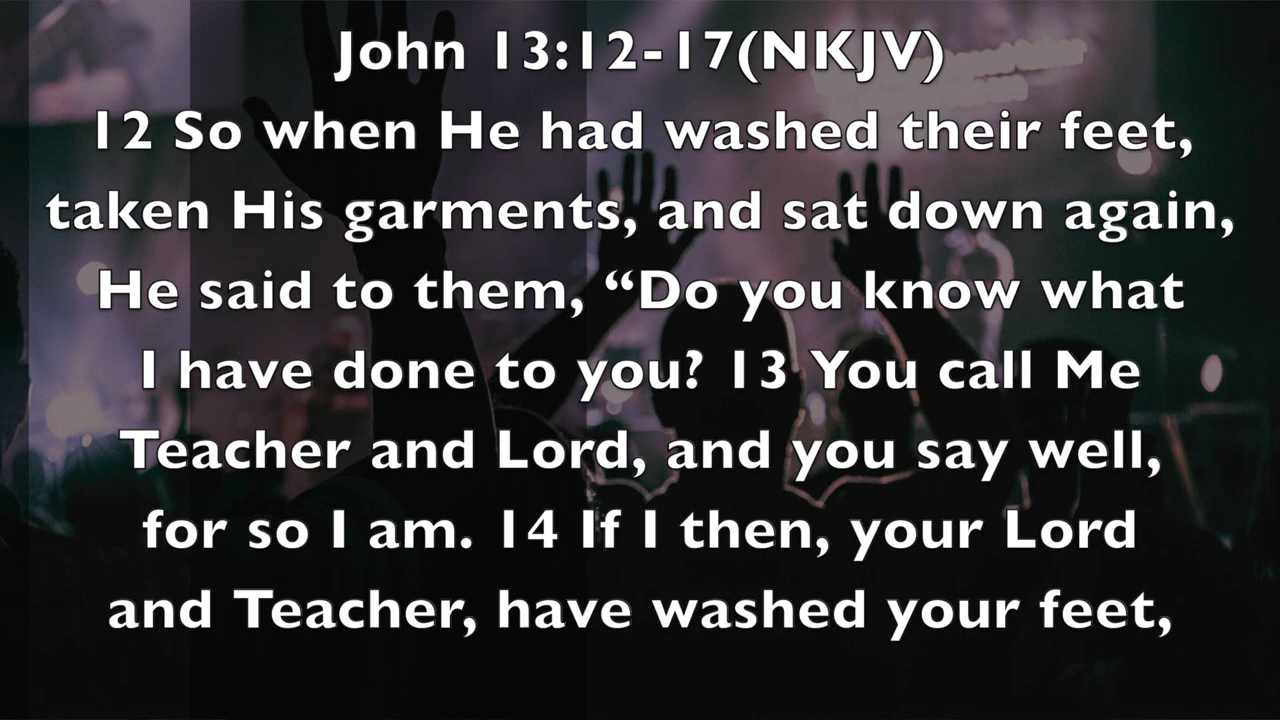 John 13:12-17(NKJV)
12 So when He had washed their feet,
taken His garments, and sat down again,
He said to them, “Do you know what
I have done to you? 13 You call Me
Teacher and Lord, and you say well,
for so I am. 14 If I then, your Lord
and Teacher, have washed your feet,